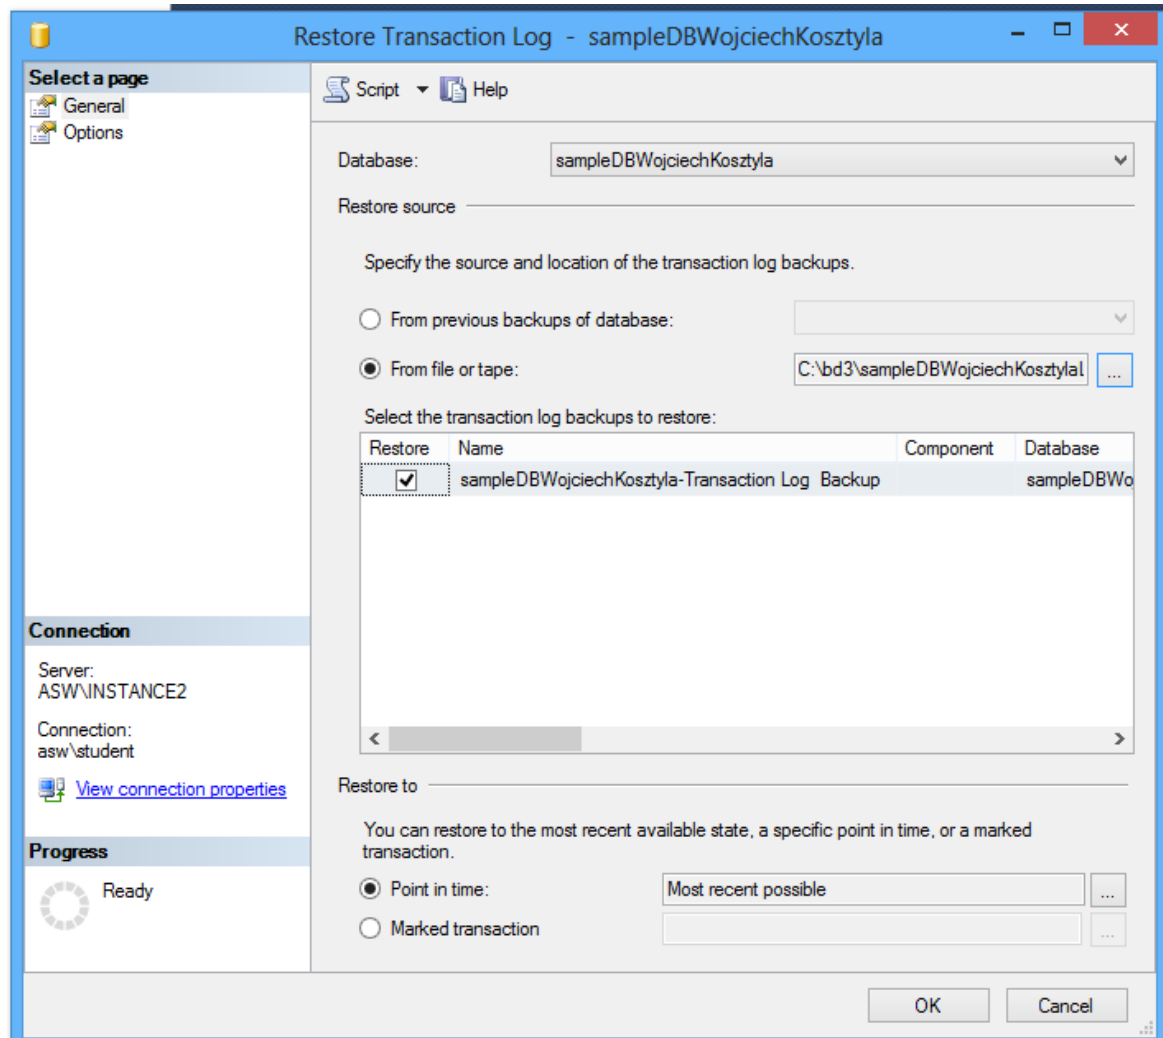 Restore Transaction Log - sampleDBWojciechKosztyla
Select a page
General
Options
Script
Help
Database:
sampleDBWojciechKosztyla
Restore source
Specify the source and location of the transaction log backups.
From previous backups of database:
From file or tape:
C:\bd3\sampleDBWojciechKosztyla
...
Select the transaction log backups to restore:
Restore Name Component Database
sampleDBWojciechKosztyla-Transaction Log Backup sampleDBWo
Connection
Server:
ASW\INSTANCE2
Connection:
asw\student
View connection properties
Progress
Ready
Restore to
You can restore to the most recent available state, a specific point in time, or a marked
transaction.
Point in time:
Most recent possible
...
Marked transaction
...
OK
Cancel